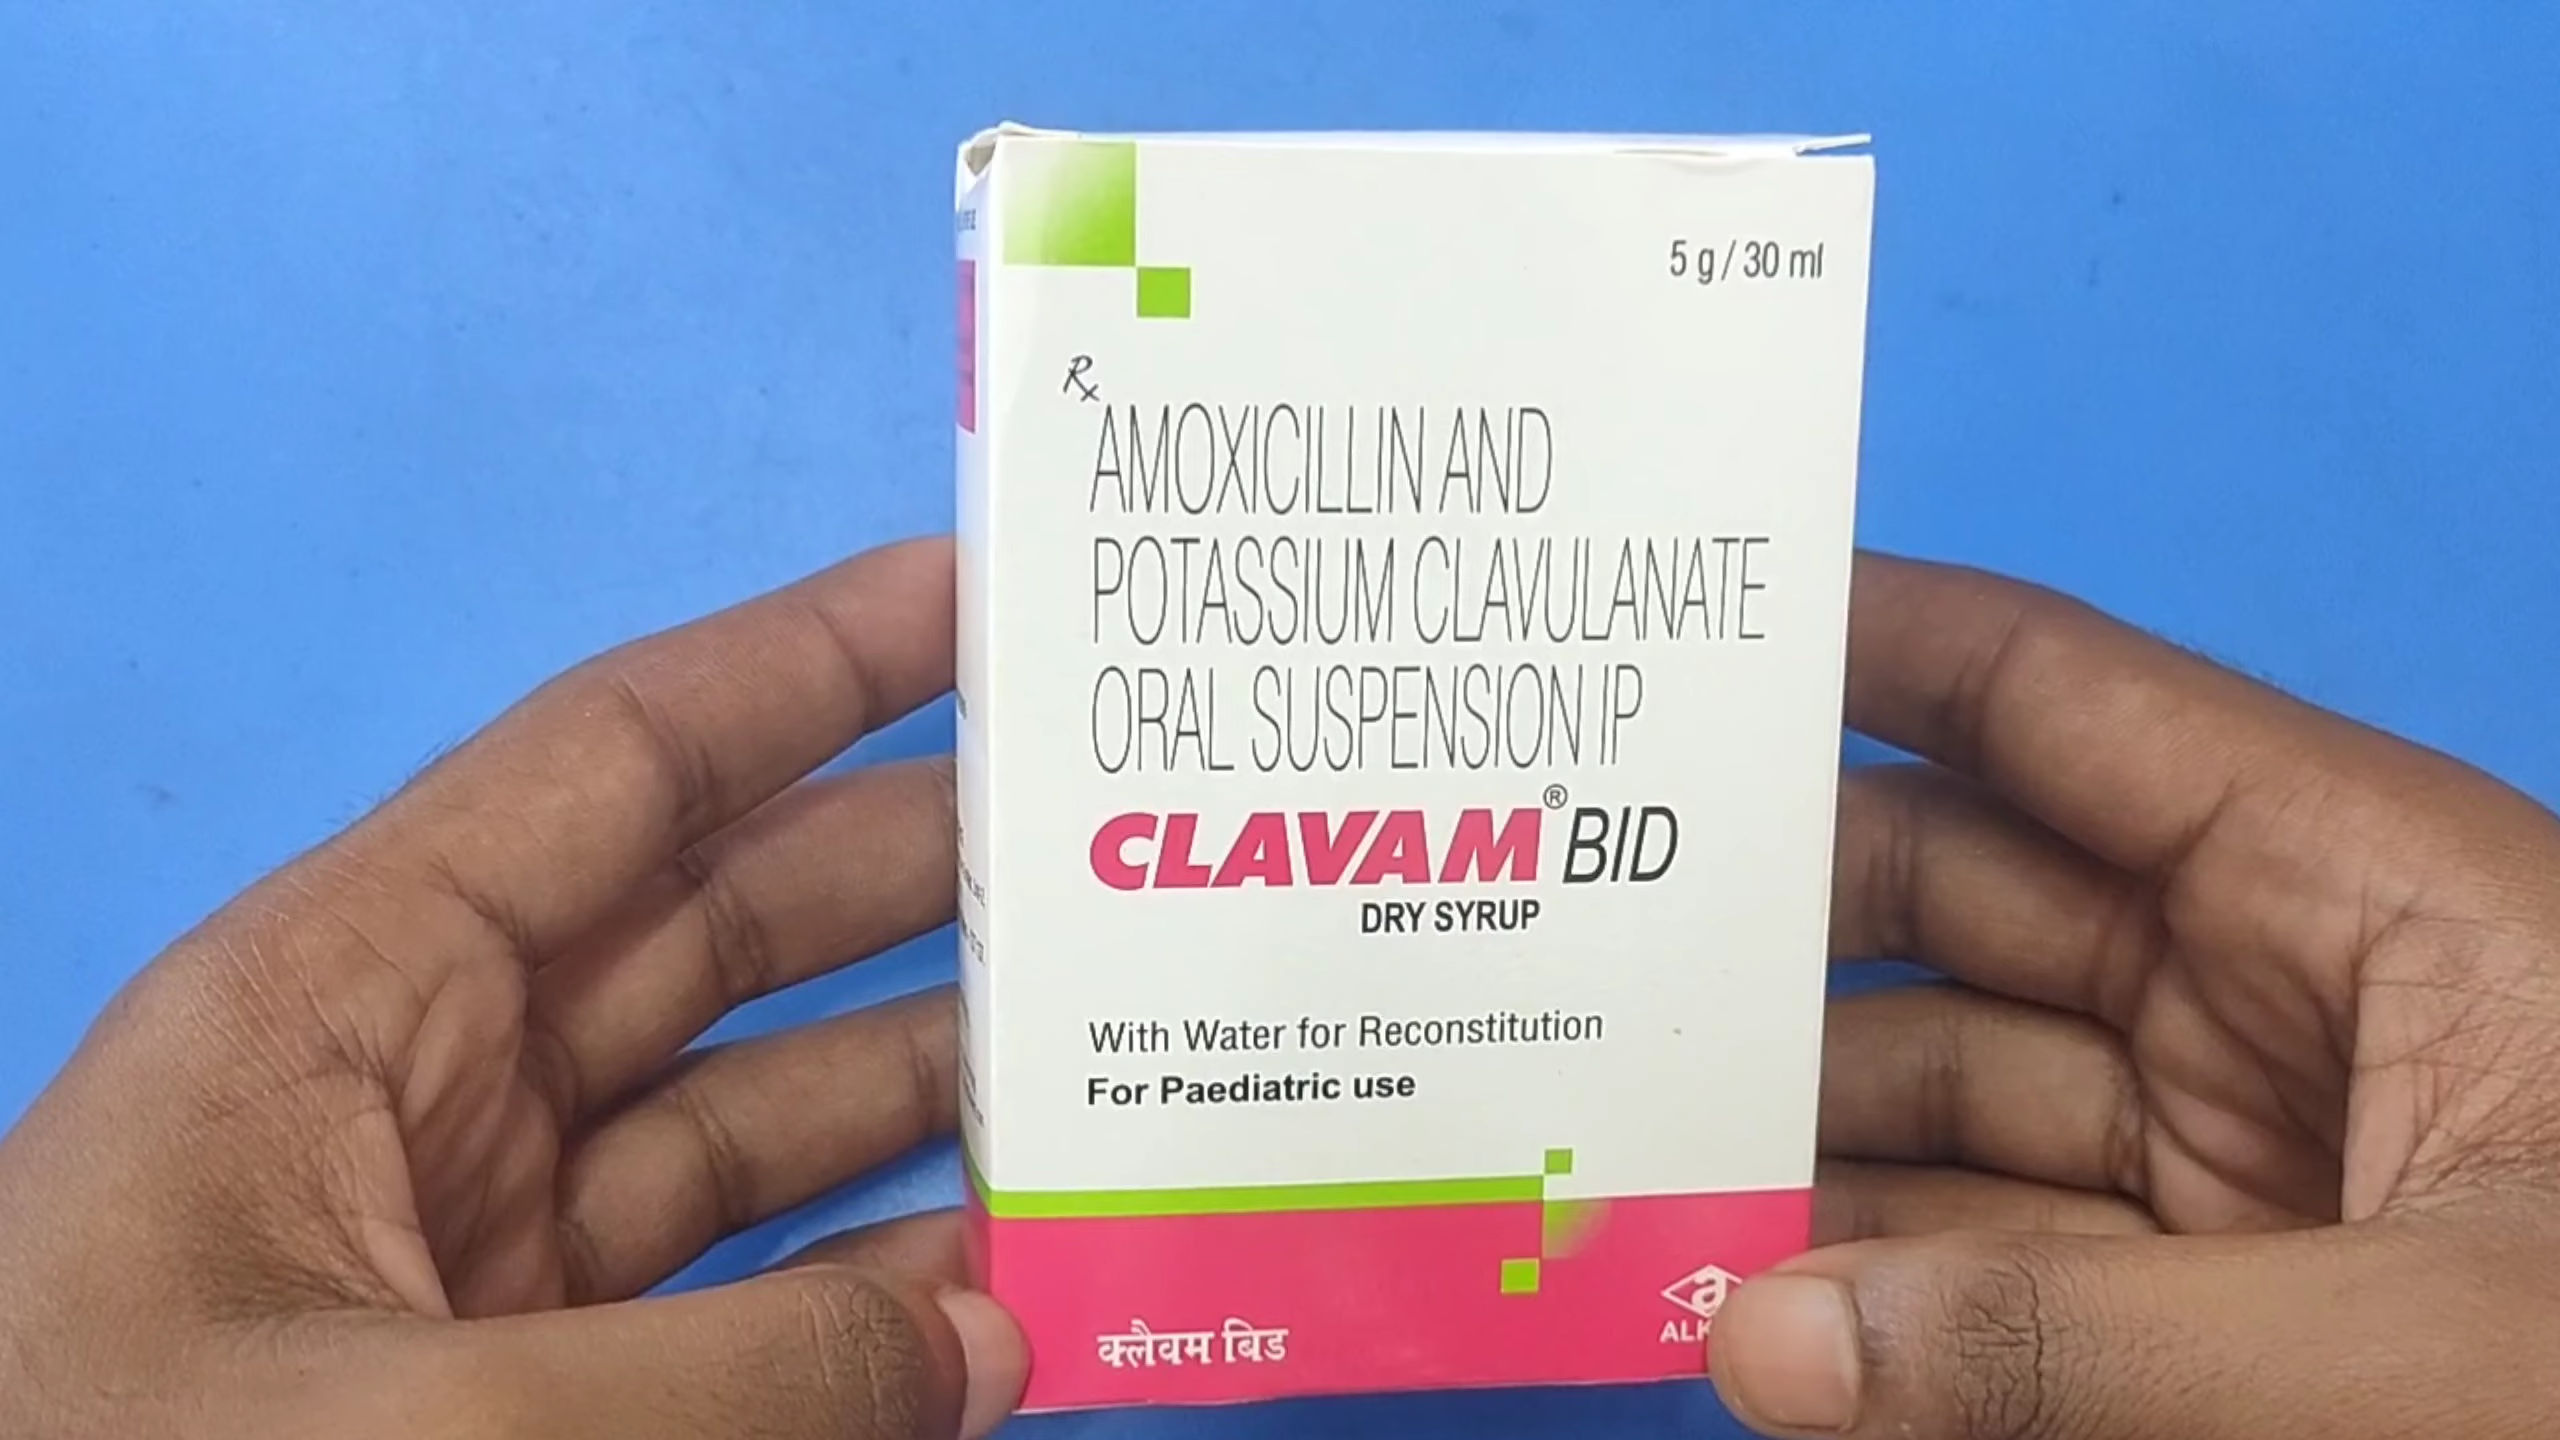 5 g / 30 ml
Rx
AMOXICILLIN AND
POTASSIUM CLAVULANATE
ORAL SUSPENSION IP
CLAVAM® BID
DRY SYRUP
With Water for Reconstitution
For Paediatric use
क्लैवम बिड